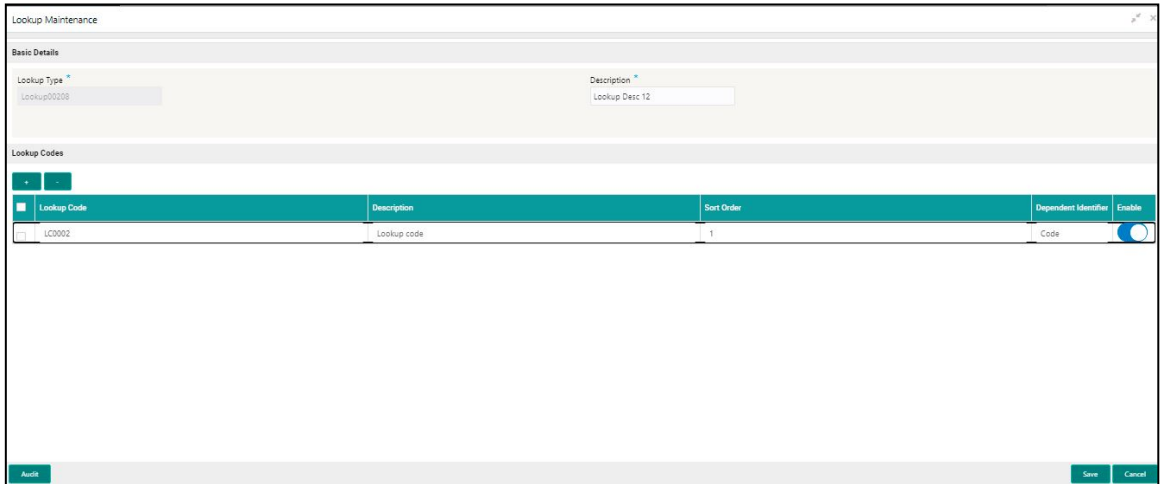 Lookup Maintenance
Basic Details
Lookup Type *
Description *
Lookup00208
Lookup Desc 12
Lookup Codes
+ -
Lookup Code Description Sort Order Dependent Identifier Enable
LC0002 Lookup code 1 Code
Audit Save Cancel